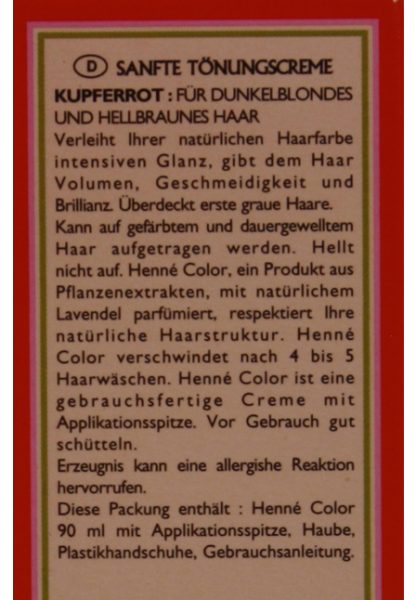 D SANFTE TÖNUNGSCREME
KUPFERROT : FÜR DUNKELBLONDES
UND HELLBRAUNES HAAR
Verleiht Ihrer natürlichen Haarfarbe
intensiven Glanz, gibt dem Haar
Volumen, Geschmeidigkeit und
Brillianz. Überdeckt erste graue Haare.
Kann auf gefärbtem und dauergewelltem
Haar aufgetragen werden. Hellt
nicht auf. Henné Color, ein Produkt aus
Pflanzenextrakten, mit natürlichem
Lavendel parfümiert, respektiert Ihre
natürliche Haarstruktur. Henné
Color verschwindet nach 4 bis 5
Haarwäschen. Henné Color ist eine
gebrauchsfertige Creme mit
Applikationsspitze. Vor Gebrauch gut
schütteln.
Erzeugnis kann eine allergishe Reaktion
hervorrufen.
Diese Packung enthält : Henné Color
90 ml mit Applikationsspitze, Haube,
Plastikhandschuhe, Gebrauchsanleitung.